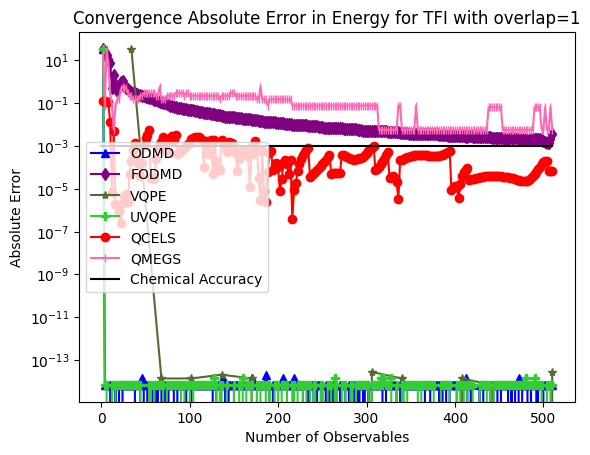 Convergence Absolute Error in Energy for TFI with overlap=1
Absolute Error
10^1
10^-1
10^-3
10^-5
10^-7
10^-9
10^-11
10^-13
ODMD
FODMD
VQPE
UVQPE
QCELS
QMEGS
Chemical Accuracy
0 100 200 300 400 500
Number of Observables